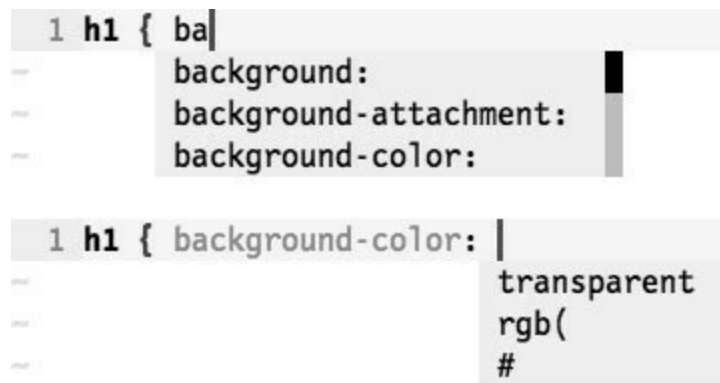 1 h1 { ba
~ background:
~ background-attachment:
~ background-color:
1 h1 { background-color:
~ transparent
~ rgb(
~ #